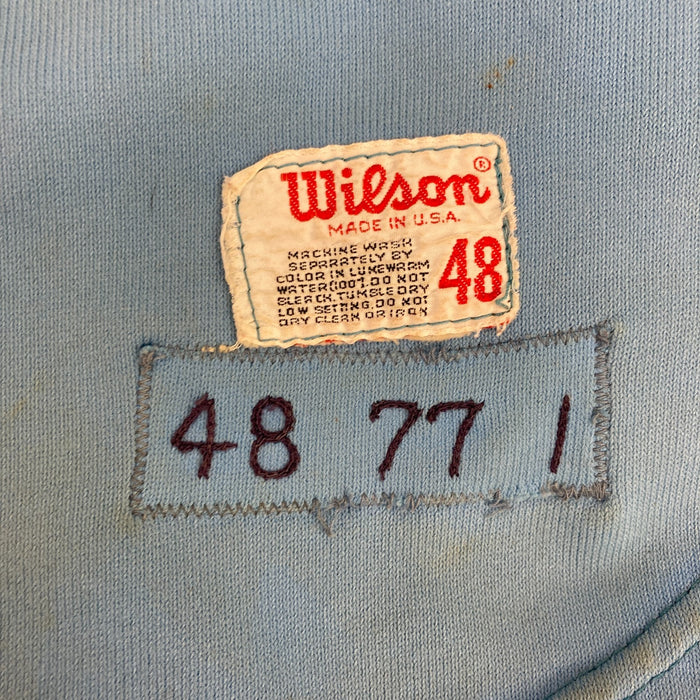 Wilson®
MADE IN U.S.A.
MACHINE WASH
SEPARATELY BY
COLOR IN LUKEWARM
WATER(100°).DO NOT
BLEACH.TUMBLE DRY
LOW SETING.DO NOT
DRY CLEAN OR IRON
48
48 77 1